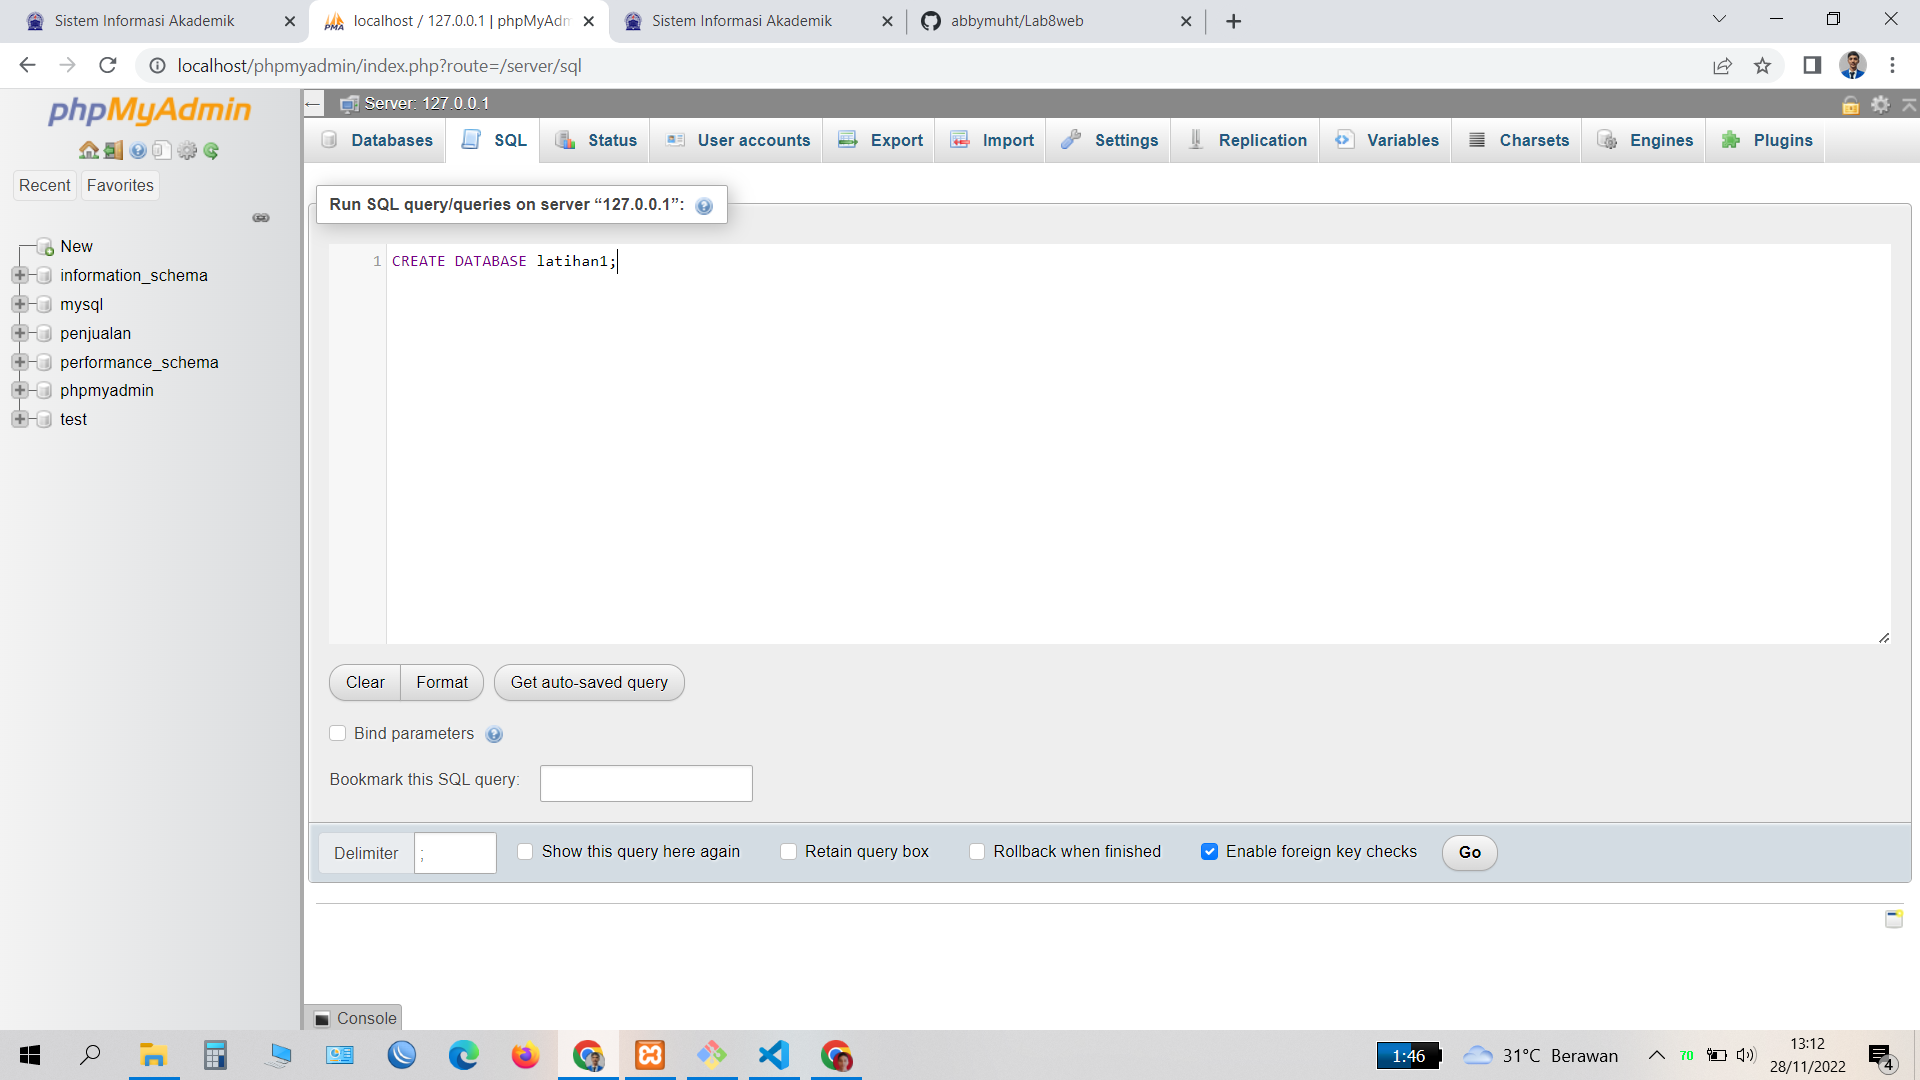 Sistem Informasi Akademik
localhost / 127.0.0.1 | phpMyAdm
Sistem Informasi Akademik
abbymuht/Lab8web
localhost/phpmyadmin/index.php?route=/server/sql
phpMyAdmin
Recent
Favorites
New
information_schema
mysql
penjualan
performance_schema
phpmyadmin
test
Server: 127.0.0.1
Databases
SQL
Status
User accounts
Export
Import
Settings
Replication
Variables
Charsets
Engines
Plugins
Run SQL query/queries on server “127.0.0.1”:
1 CREATE DATABASE latihan1;
Clear
Format
Get auto-saved query
Bind parameters
Bookmark this SQL query:
Delimiter
;
Show this query here again
Retain query box
Rollback when finished
Enable foreign key checks
Go
Console
1:46
31°C Berawan
70
13:12
28/11/2022
4